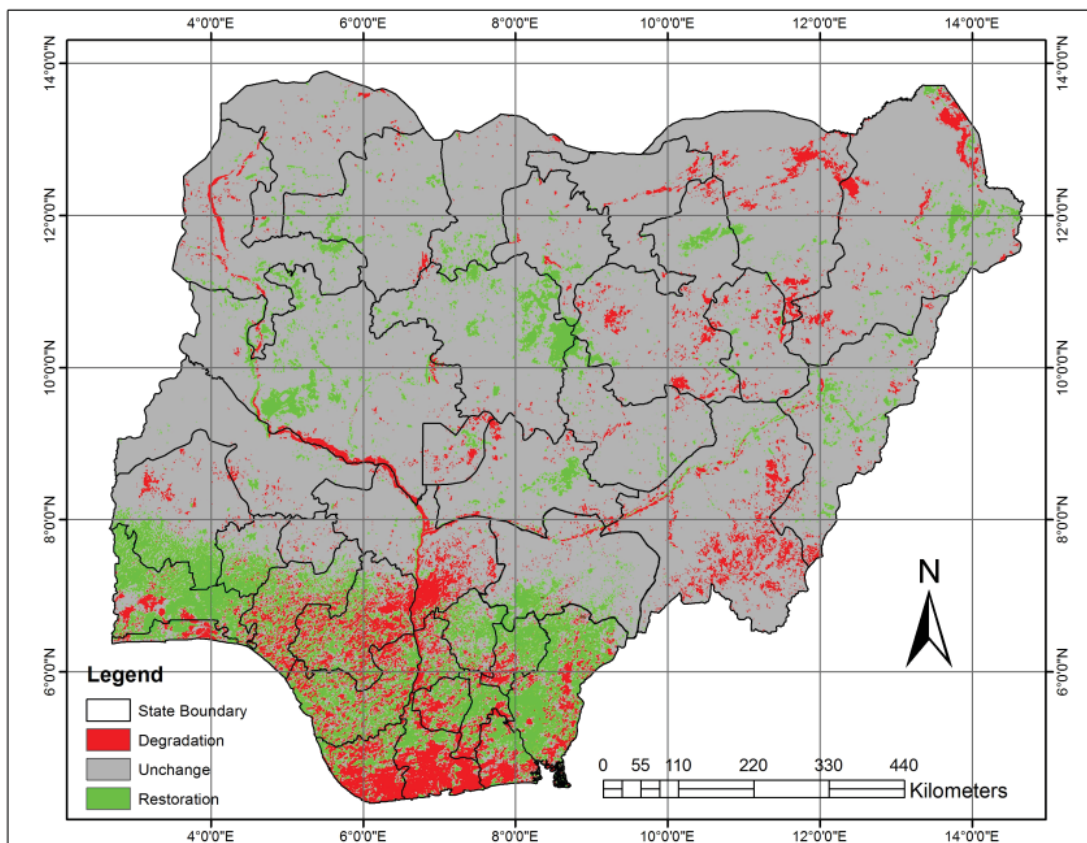 4°0'0"E 6°0'0"E 8°0'0"E 10°0'0"E 12°0'0"E 14°0'0"E
14°0'0"N 14°0'0"N
12°0'0"N 12°0'0"N
10°0'0"N 10°0'0"N
8°0'0"N 8°0'0"N
6°0'0"N 6°0'0"N
N
Legend
State Boundary
Degradation
Unchange
Restoration
0 55 110 220 330 440
Kilometers
4°0'0"E 6°0'0"E 8°0'0"E 10°0'0"E 12°0'0"E 14°0'0"E